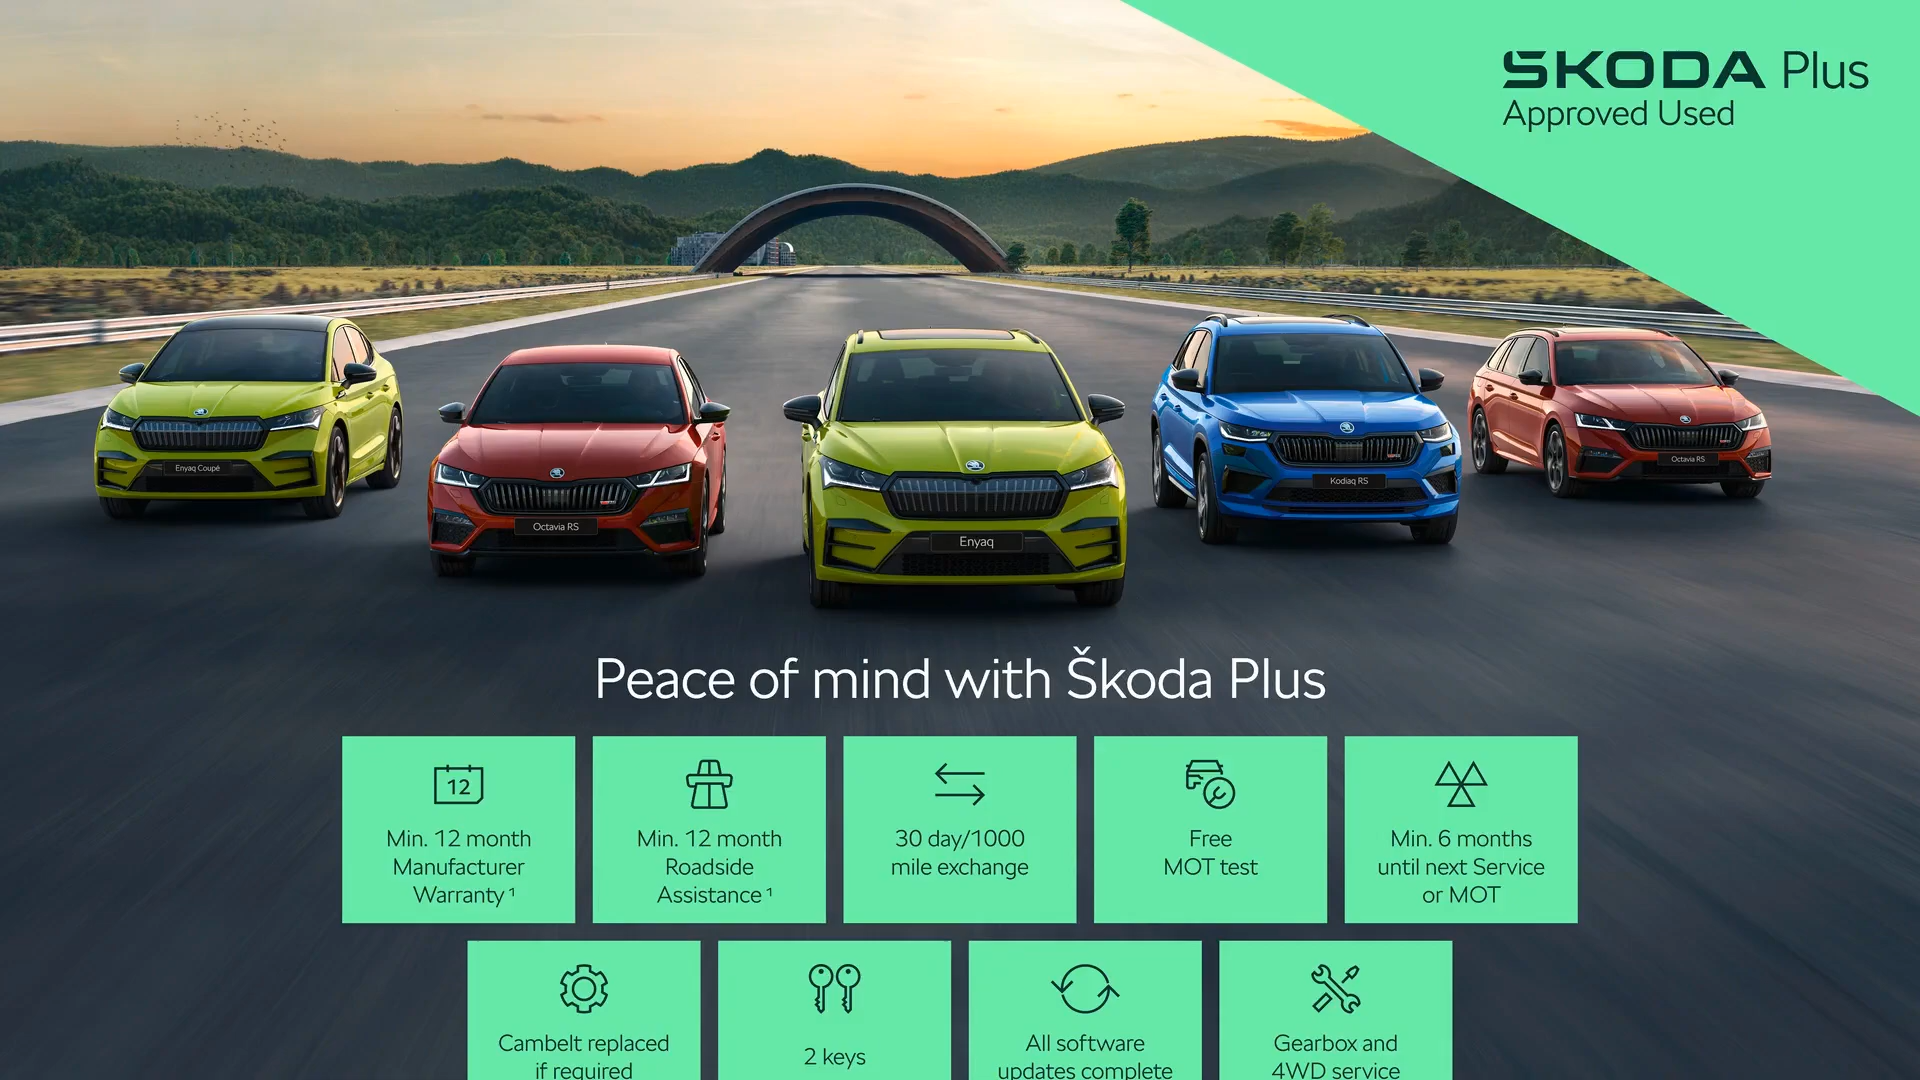 ŠKODA Plus
Approved Used
Enyaq Coupé
Octavia RS
Enyaq
Kodiaq RS
Octavia RS
Peace of mind with Škoda Plus
12
Min. 12 month
Manufacturer
Warranty ¹
Min. 12 month
Roadside
Assistance ¹
30 day/1000
mile exchange
Free
MOT test
Min. 6 months
until next Service
or MOT
Cambelt replaced
if required
2 keys
All software
updates complete
Gearbox and
4WD service